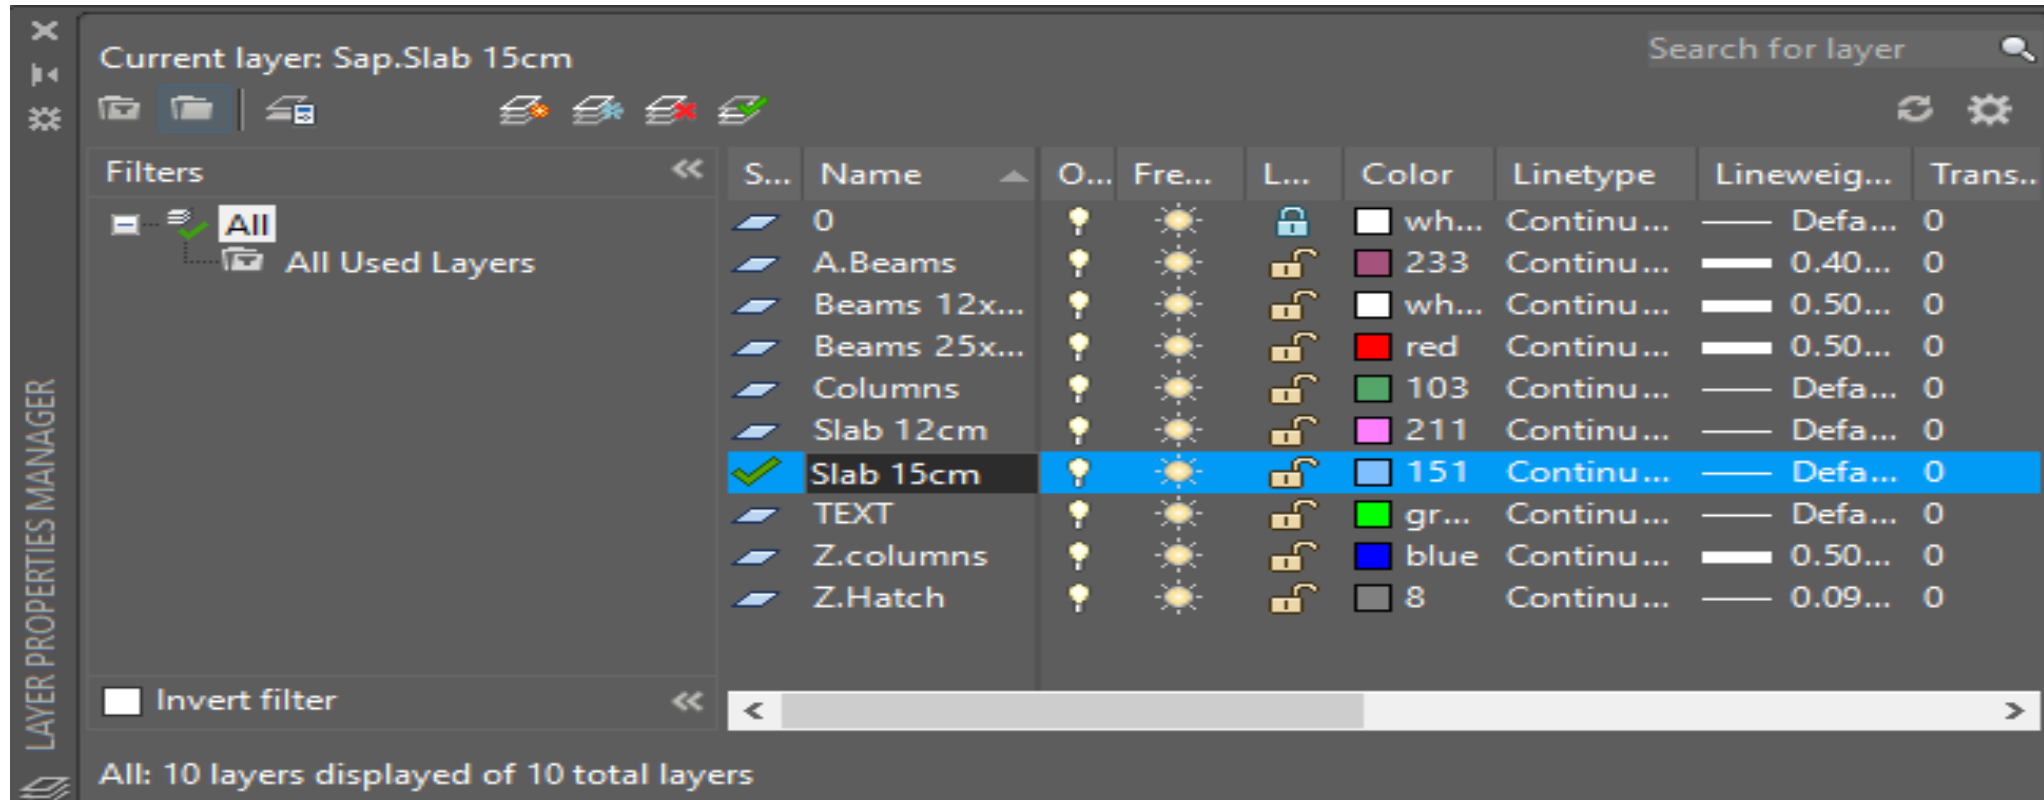 Current layer: Sap.Slab 15cm
Search for layer
Filters
S... Name O... Fre... L... Color Linetype Lineweig... Trans..
All
All Used Layers
0 wh... Continu... Defa... 0
A.Beams 233 Continu... 0.40... 0
Beams 12x... wh... Continu... 0.50... 0
Beams 25x... red Continu... 0.50... 0
Columns 103 Continu... Defa... 0
Slab 12cm 211 Continu... Defa... 0
Slab 15cm 151 Continu... Defa... 0
TEXT gr... Continu... Defa... 0
Z.columns blue Continu... 0.50... 0
Z.Hatch 8 Continu... 0.09... 0
Invert filter
All: 10 layers displayed of 10 total layers
LAYER PROPERTIES MANAGER